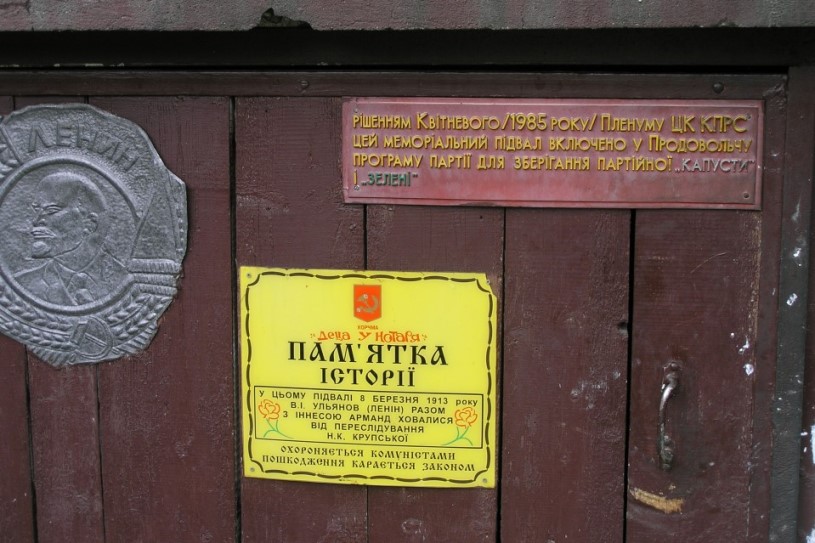 ЛЕНИН
РІШЕННЯМ КВІТНЕВОГО/1985 РОКУ/ ПЛЕНУМУ ЦК КПРС
ЦЕЙ МЕМОРІАЛЬНИЙ ПІДВАЛ ВКЛЮЧЕНО У ПРОДОВОЛЬЧУ
ПРОГРАМУ ПАРТІЇ ДЛЯ ЗБЕРІГАННЯ ПАРТІЙНОЇ „КАПУСТИ"
І „ЗЕЛЕНІ"
КОРЧМА
"ДЕЦА У НОТАРЯ"
ПАМ'ЯТКА
ІСТОРІЇ
У ЦЬОМУ ПІДВАЛІ 8 БЕРЕЗНЯ 1913 року
В.І. УЛЬЯНОВ (ЛЕНІН) РАЗОМ
З ІННЕСОЮ АРМАНД ХОВАЛИСЯ
ВІД ПЕРЕСЛІДУВАННЯ
Н.К. КРУПСЬКОЇ
ОХОРОНЯЄТЬСЯ КОМУНІСТАМИ
ПОШКОДЖЕННЯ КАРАЄТЬСЯ ЗАКОНОМ